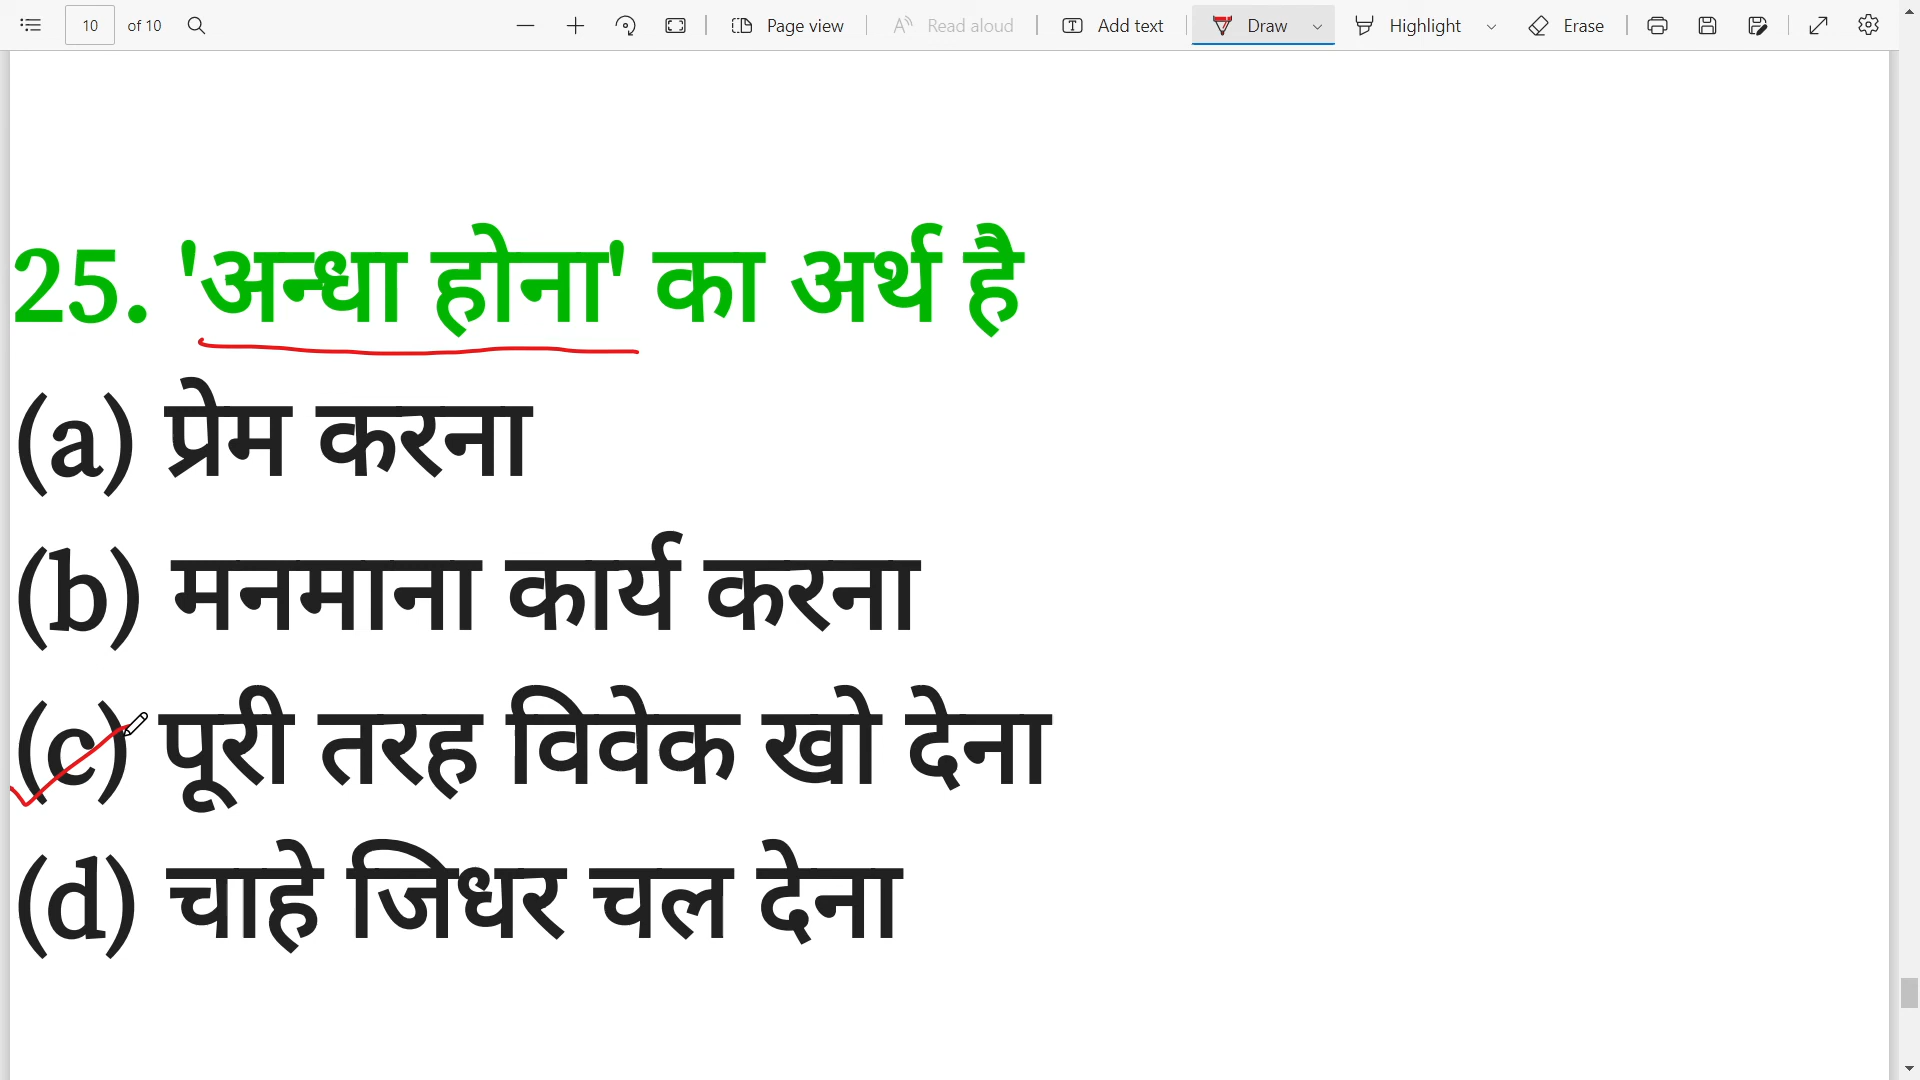 10 of 10 Page view Read aloud Add text Draw Highlight Erase
25. 'अन्धा होना' का अर्थ है
(a) प्रेम करना
(b) मनमाना कार्य करना
(c) पूरी तरह विवेक खो देना
(d) चाहे जिधर चल देना